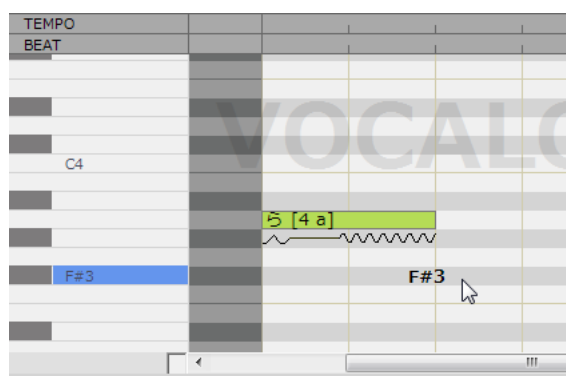 TEMPO
BEAT
VOCALO
C4
ら [4 a]
F#3
F#3